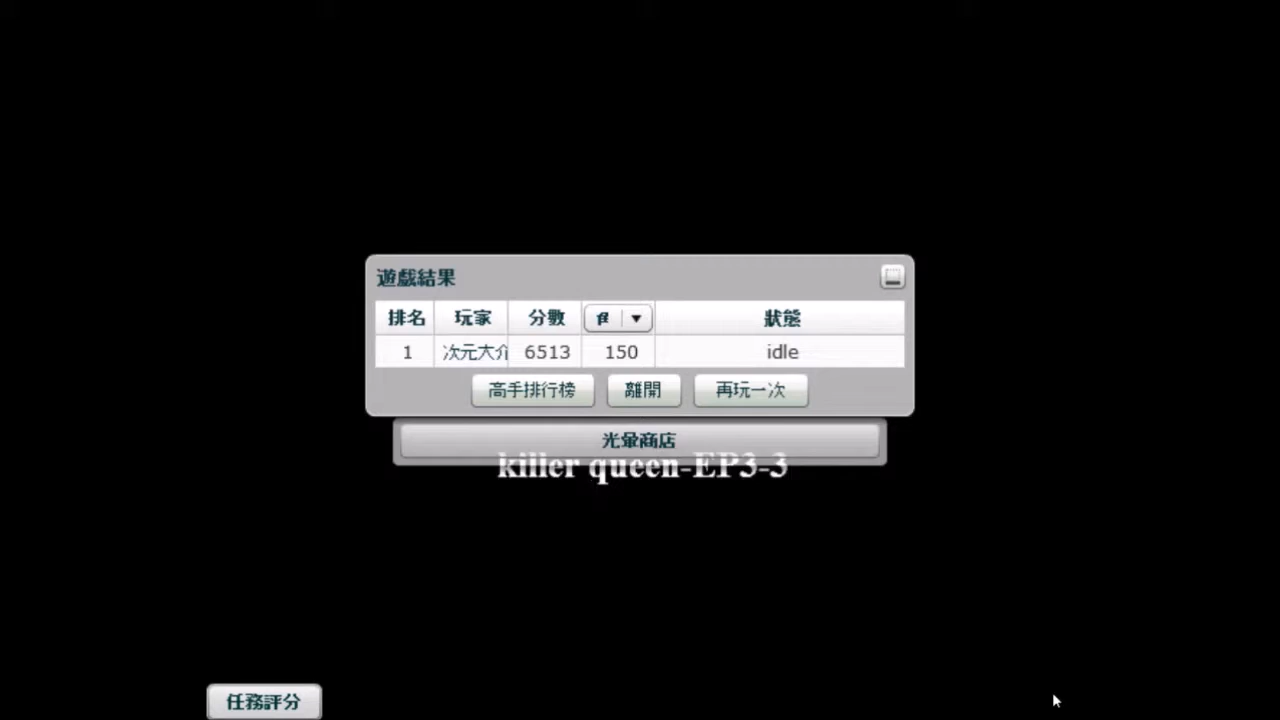 遊戲結果
排名 玩家 分數 狀態
1 次元大介 6513 150 idle
高手排行榜 離開 再玩一次
光暈商店
killer queen-EP3-3
任務評分